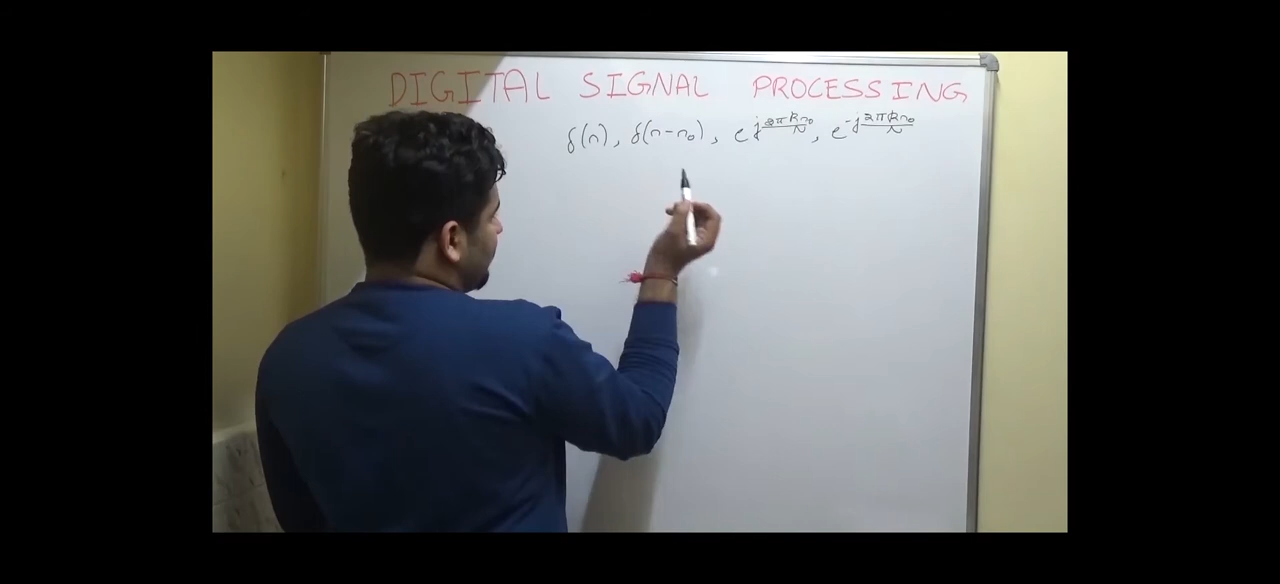 DIGITAL SIGNAL PROCESSING
δ(n), δ(n-n₀), e^{j2πkn₀/N}, e^{-j2πkn₀/N}